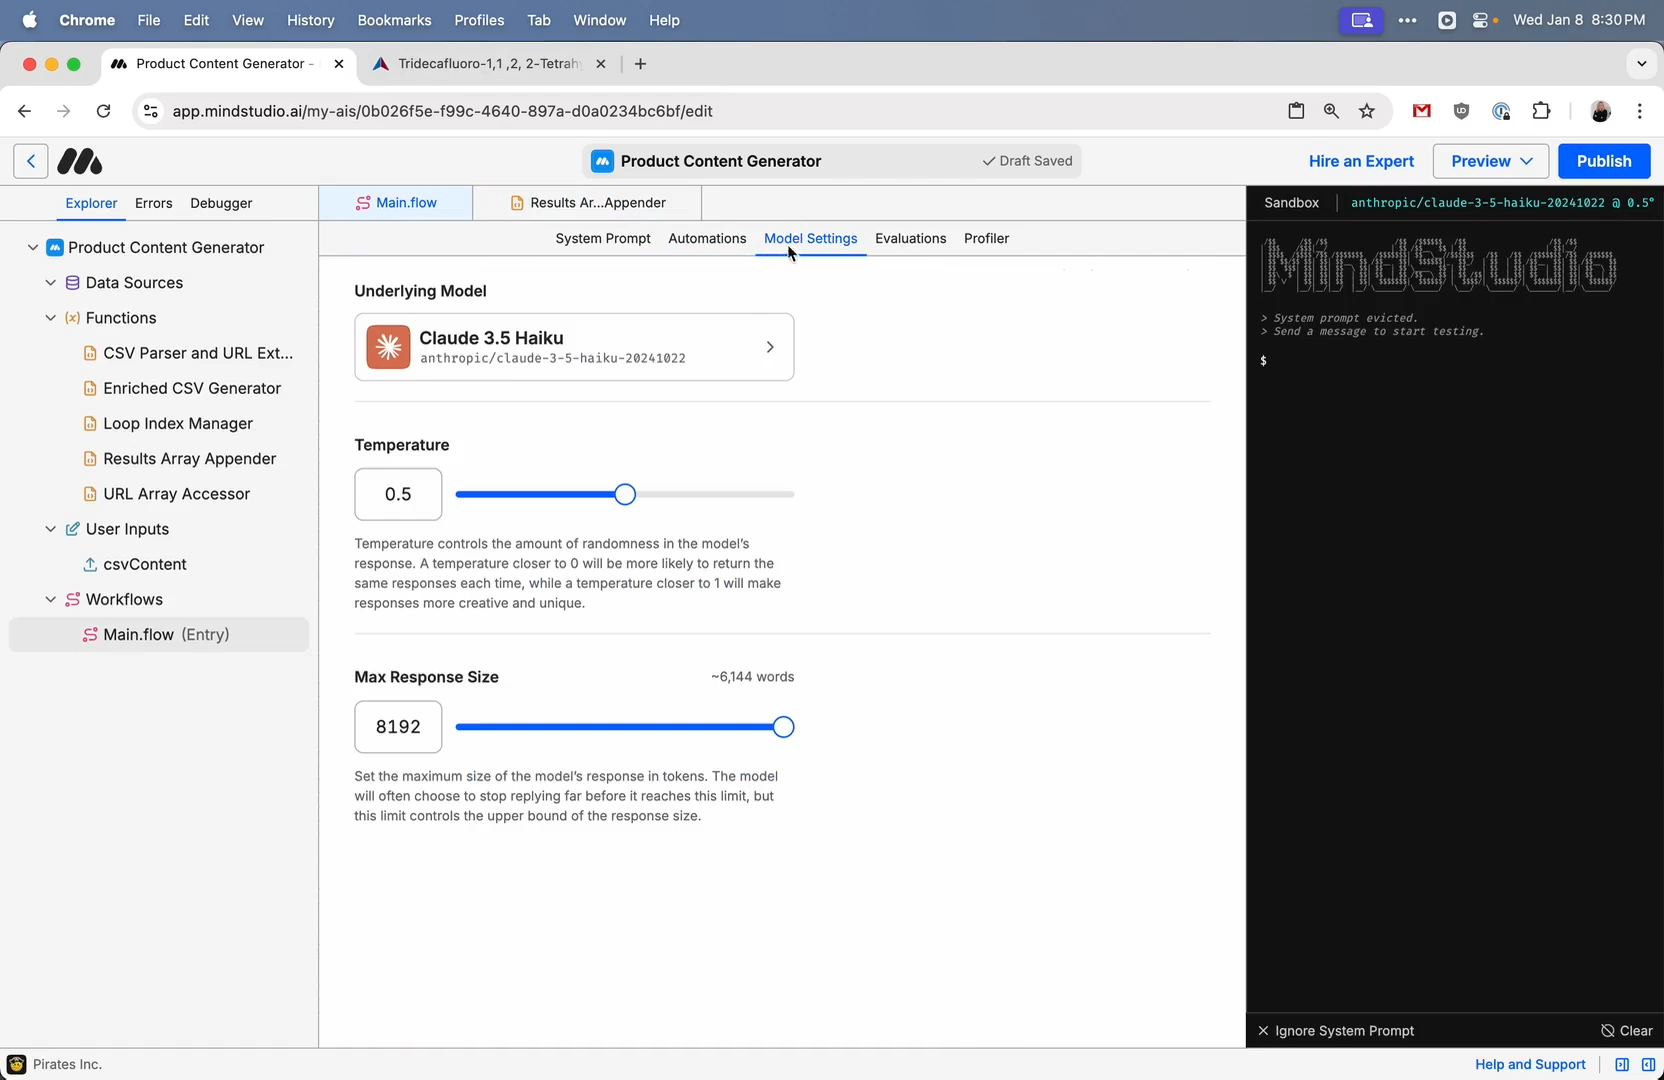 Chrome File Edit View History Bookmarks Profiles Tab Window Help
Wed Jan 8 8:30 PM
Product Content Generator -
Tridecafluoro-1,1 ,2, 2-Tetrah
app.mindstudio.ai/my-ais/0b026f5e-f99c-4640-897a-d0a0234bc6bf/edit
Product Content Generator
Draft Saved
Hire an Expert
Preview
Publish
Explorer Errors Debugger
Main.flow
Results Ar...Appender
Sandbox
anthropic/claude-3-5-haiku-20241022 @ 0.5°
System Prompt Automations Model Settings Evaluations Profiler
Product Content Generator
Data Sources
Functions
CSV Parser and URL Ext...
Enriched CSV Generator
Loop Index Manager
Results Array Appender
URL Array Accessor
User Inputs
csvContent
Workflows
Main.flow (Entry)
Underlying Model
Claude 3.5 Haiku
anthropic/claude-3-5-haiku-20241022
Temperature
0.5
Temperature controls the amount of randomness in the model's
response. A temperature closer to 0 will be more likely to return the
same responses each time, while a temperature closer to 1 will make
responses more creative and unique.
Max Response Size
~6,144 words
8192
Set the maximum size of the model's response in tokens. The model
will often choose to stop replying far before it reaches this limit, but
this limit controls the upper bound of the response size.
MindStudio
> System prompt evicted.
> Send a message to start testing.
$
Ignore System Prompt
Clear
Pirates Inc.
Help and Support